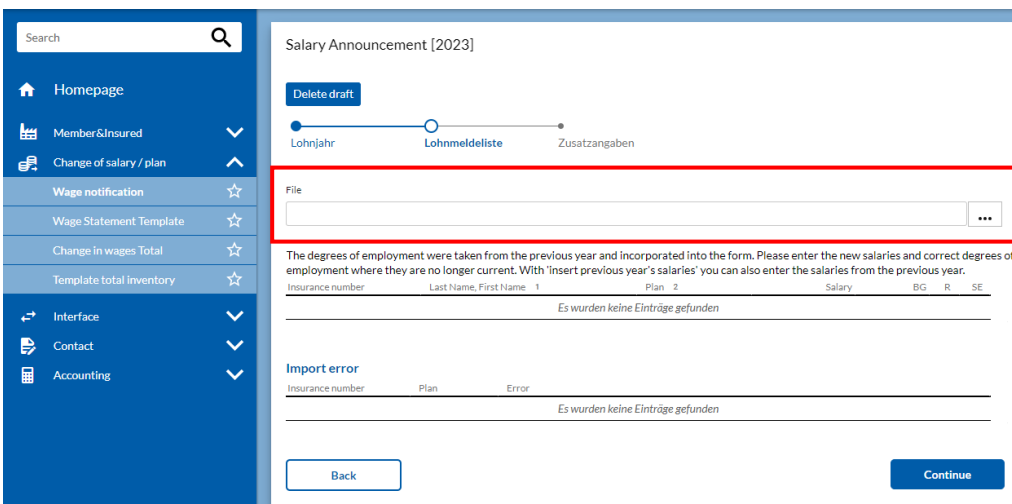 Search
Homepage
Member&Insured
Change of salary / plan
Wage notification
Wage Statement Template
Change in wages Total
Template total inventory
Interface
Contact
Accounting
Salary Announcement [2023]
Delete draft
Lohnjahr Lohnmeldeliste Zusatzangaben
File
...
The degrees of employment were taken from the previous year and incorporated into the form. Please enter the new salaries and correct degrees of
employment where they are no longer current. With 'insert previous year's salaries' you can also enter the salaries from the previous year.
Insurance number Last Name, First Name 1 Plan 2 Salary BG R SE
Es wurden keine Einträge gefunden
Import error
Insurance number Plan Error
Es wurden keine Einträge gefunden
Back Continue